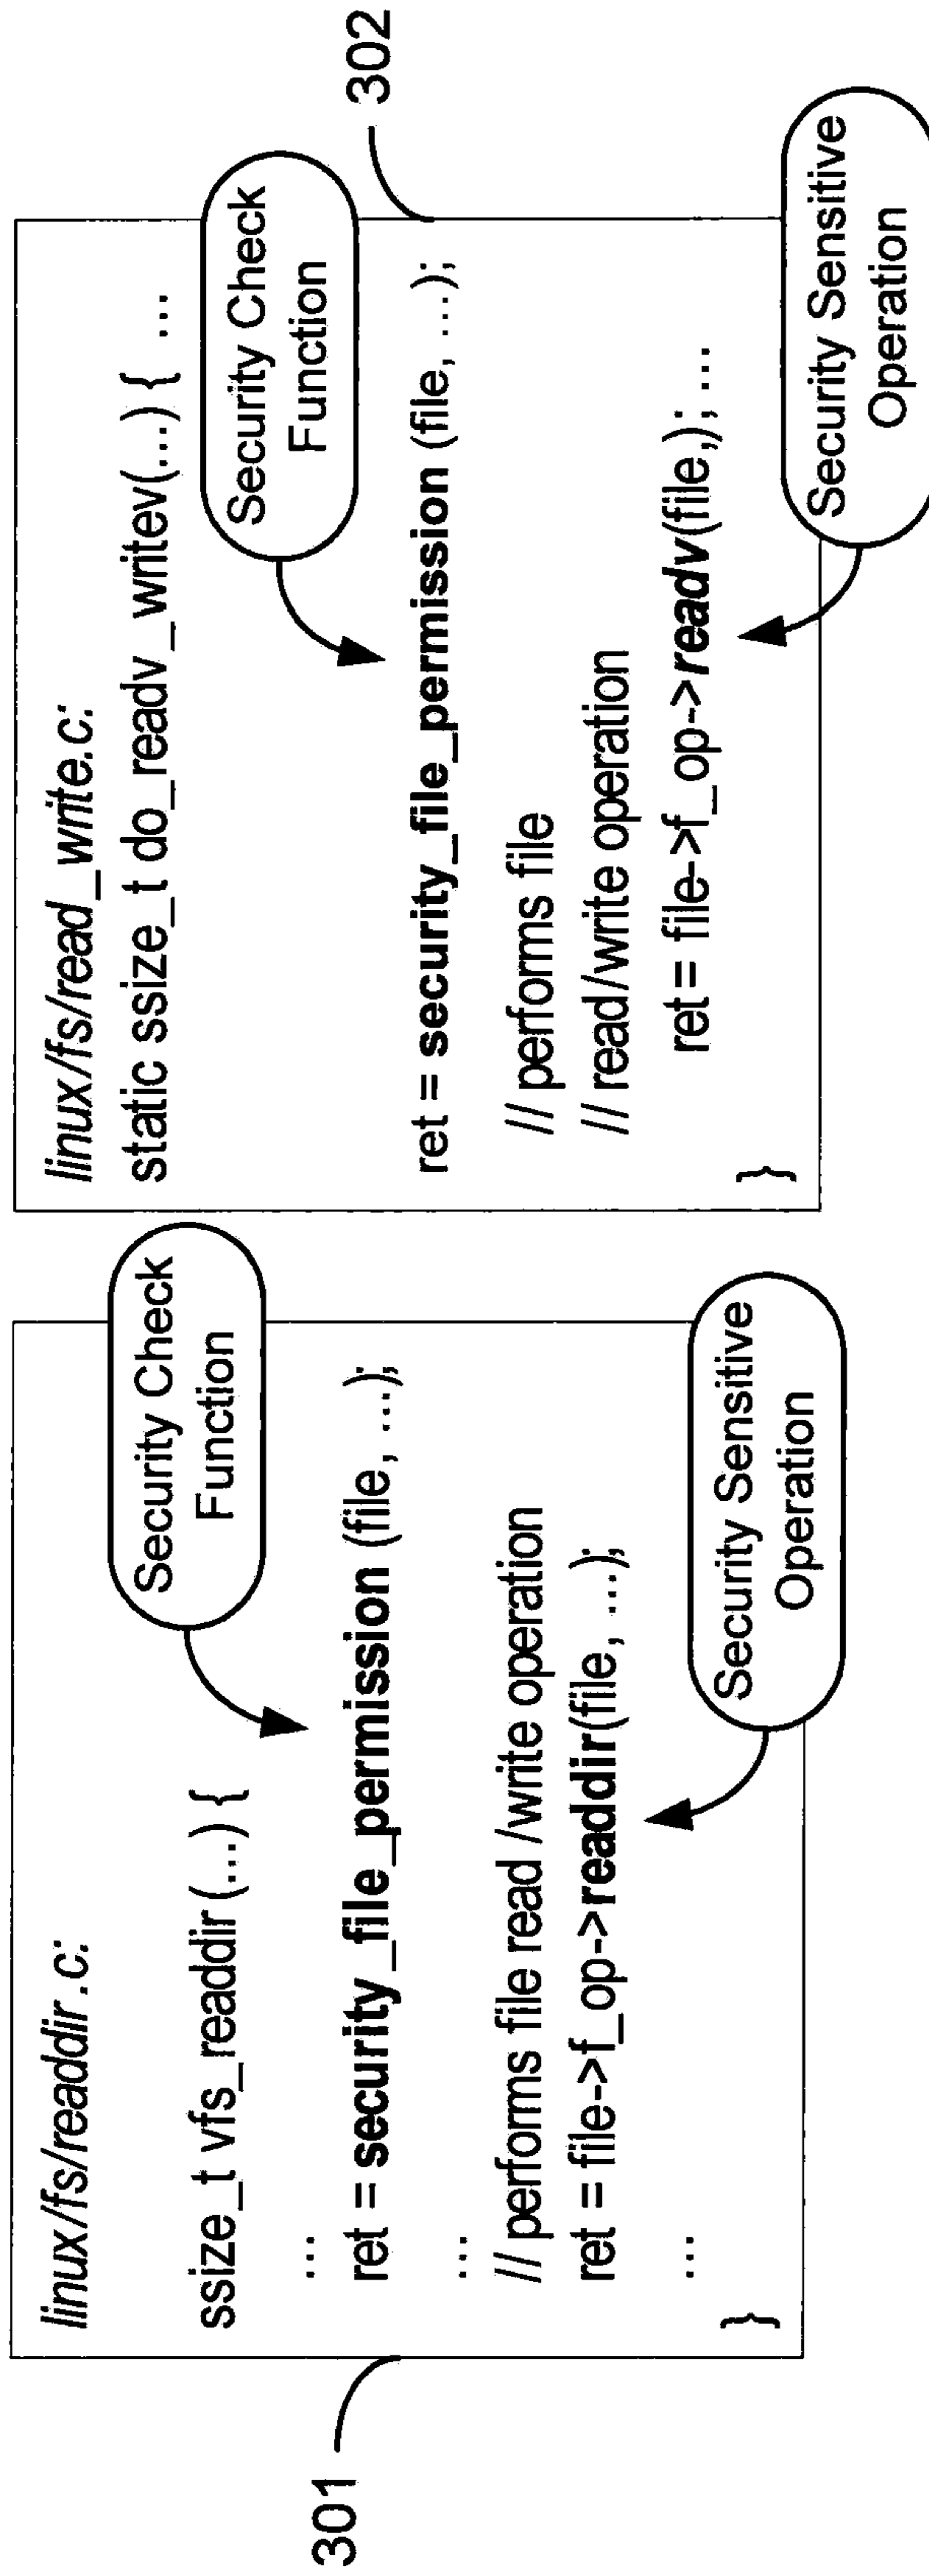 301
linux/fs/readdir.c:
ssize_t vfs_readdir (...) {
...
ret = security_file_permission (file, ...);
...
// performs file read /write operation
ret = file->f_op->readdir(file, ...);
...
}
Security Check
Function
Security Sensitive
Operation
302
linux/fs/read_write.c:
static ssize_t do_readv_writev(...) { ...
ret = security_file_permission (file, ...);
// performs file
// read/write operation
ret = file->f_op->readv(file,); ...
}
Security Check
Function
Security Sensitive
Operation